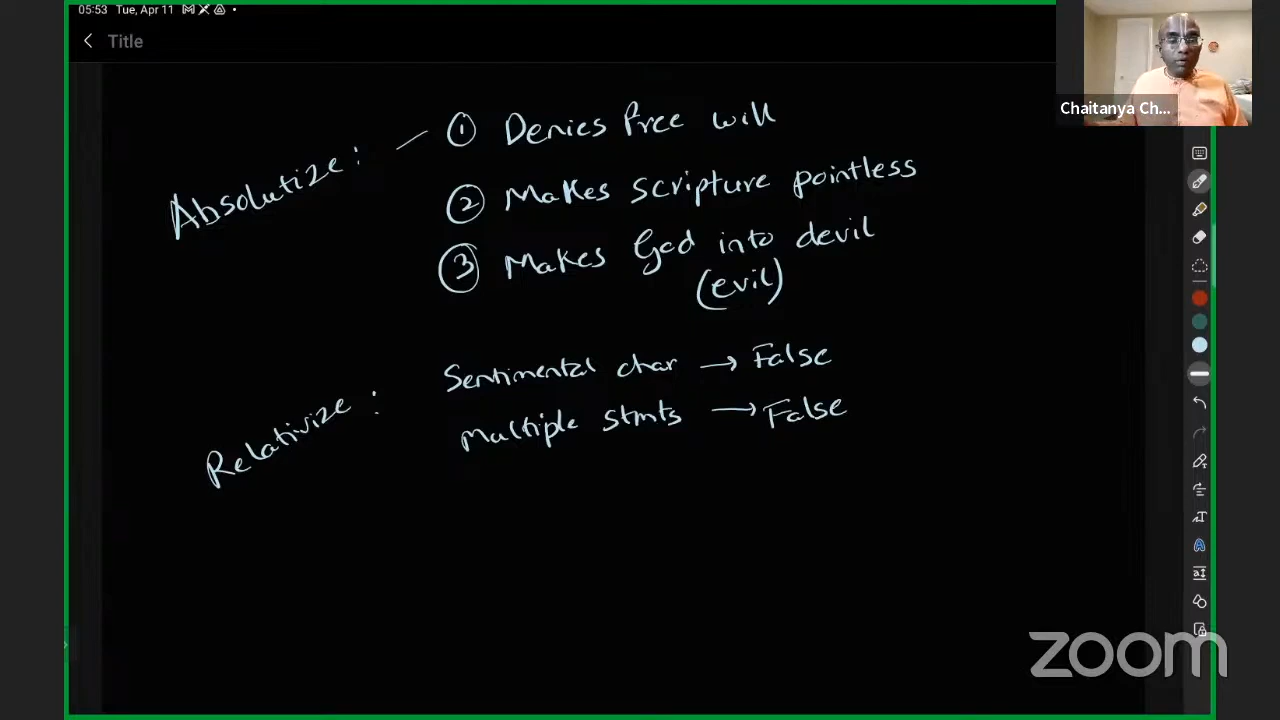 05:53 Tue, Apr 11
Title
Chaitanya Ch...
Absolutize: ① Denies free will
② Makes scripture pointless
③ Makes God into devil
(evil)
Relativize: Sentimental char → False
Multiple stmts → False
zoom